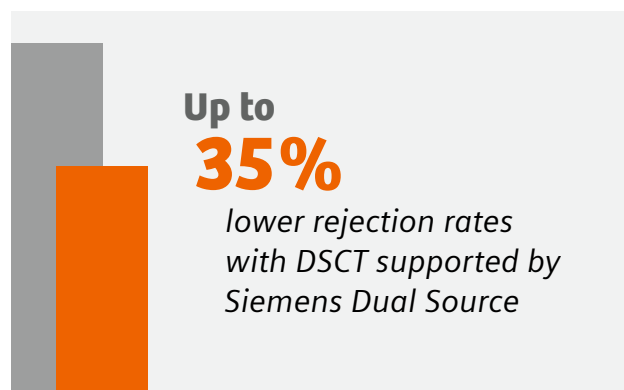 Up to
35%
lower rejection rates
with DSCT supported by
Siemens Dual Source